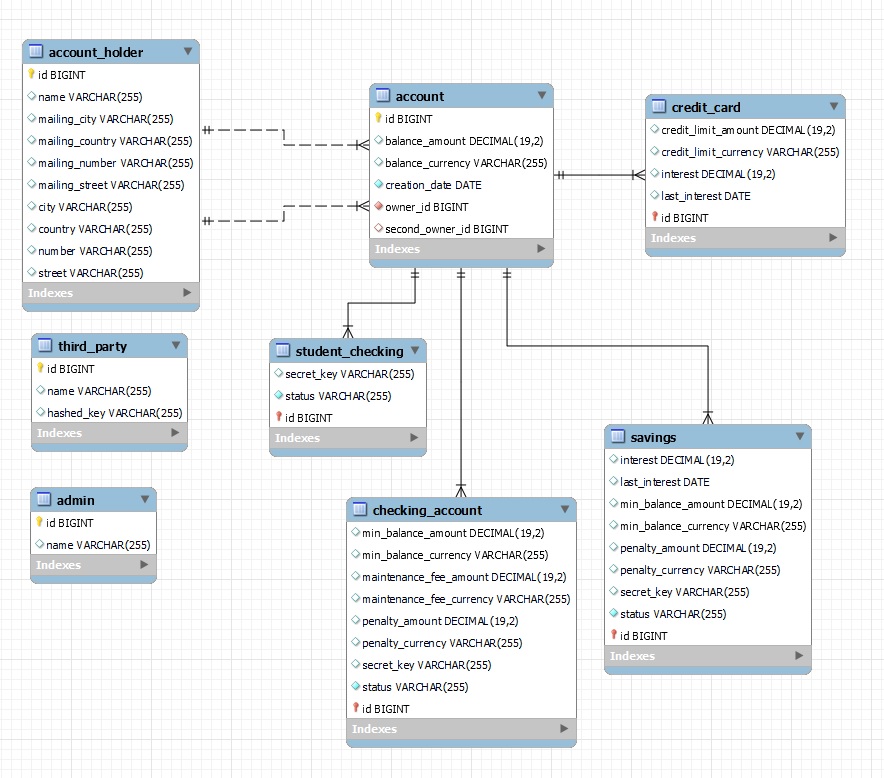 account_holder
id BIGINT
name VARCHAR(255)
mailing_city VARCHAR(255)
mailing_country VARCHAR(255)
mailing_number VARCHAR(255)
mailing_street VARCHAR(255)
city VARCHAR(255)
country VARCHAR(255)
number VARCHAR(255)
street VARCHAR(255)
Indexes
account
id BIGINT
balance_amount DECIMAL(19,2)
balance_currency VARCHAR(255)
creation_date DATE
owner_id BIGINT
second_owner_id BIGINT
Indexes
credit_card
credit_limit_amount DECIMAL(19,2)
credit_limit_currency VARCHAR(255)
interest DECIMAL(19,2)
last_interest DATE
id BIGINT
Indexes
third_party
id BIGINT
name VARCHAR(255)
hashed_key VARCHAR(255)
Indexes
student_checking
secret_key VARCHAR(255)
status VARCHAR(255)
id BIGINT
Indexes
savings
interest DECIMAL(19,2)
last_interest DATE
min_balance_amount DECIMAL(19,2)
min_balance_currency VARCHAR(255)
penalty_amount DECIMAL(19,2)
penalty_currency VARCHAR(255)
secret_key VARCHAR(255)
status VARCHAR(255)
id BIGINT
Indexes
admin
id BIGINT
name VARCHAR(255)
Indexes
checking_account
min_balance_amount DECIMAL(19,2)
min_balance_currency VARCHAR(255)
maintenance_fee_amount DECIMAL(19,2)
maintenance_fee_currency VARCHAR(255)
penalty_amount DECIMAL(19,2)
penalty_currency VARCHAR(255)
secret_key VARCHAR(255)
status VARCHAR(255)
id BIGINT
Indexes